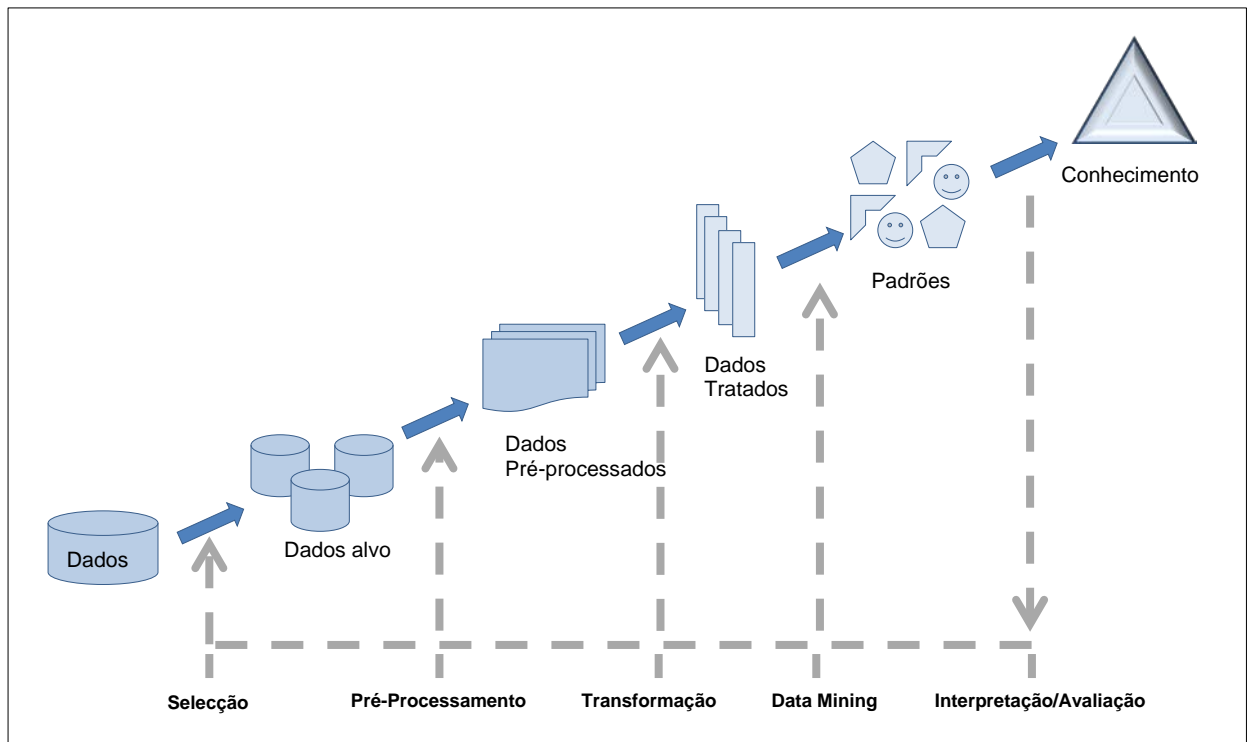 Conhecimento
Padrões
Dados
Tratados
Dados
Pré-processados
Dados alvo
Dados
Selecção
Pré-Processamento
Transformação
Data Mining
Interpretação/Avaliação